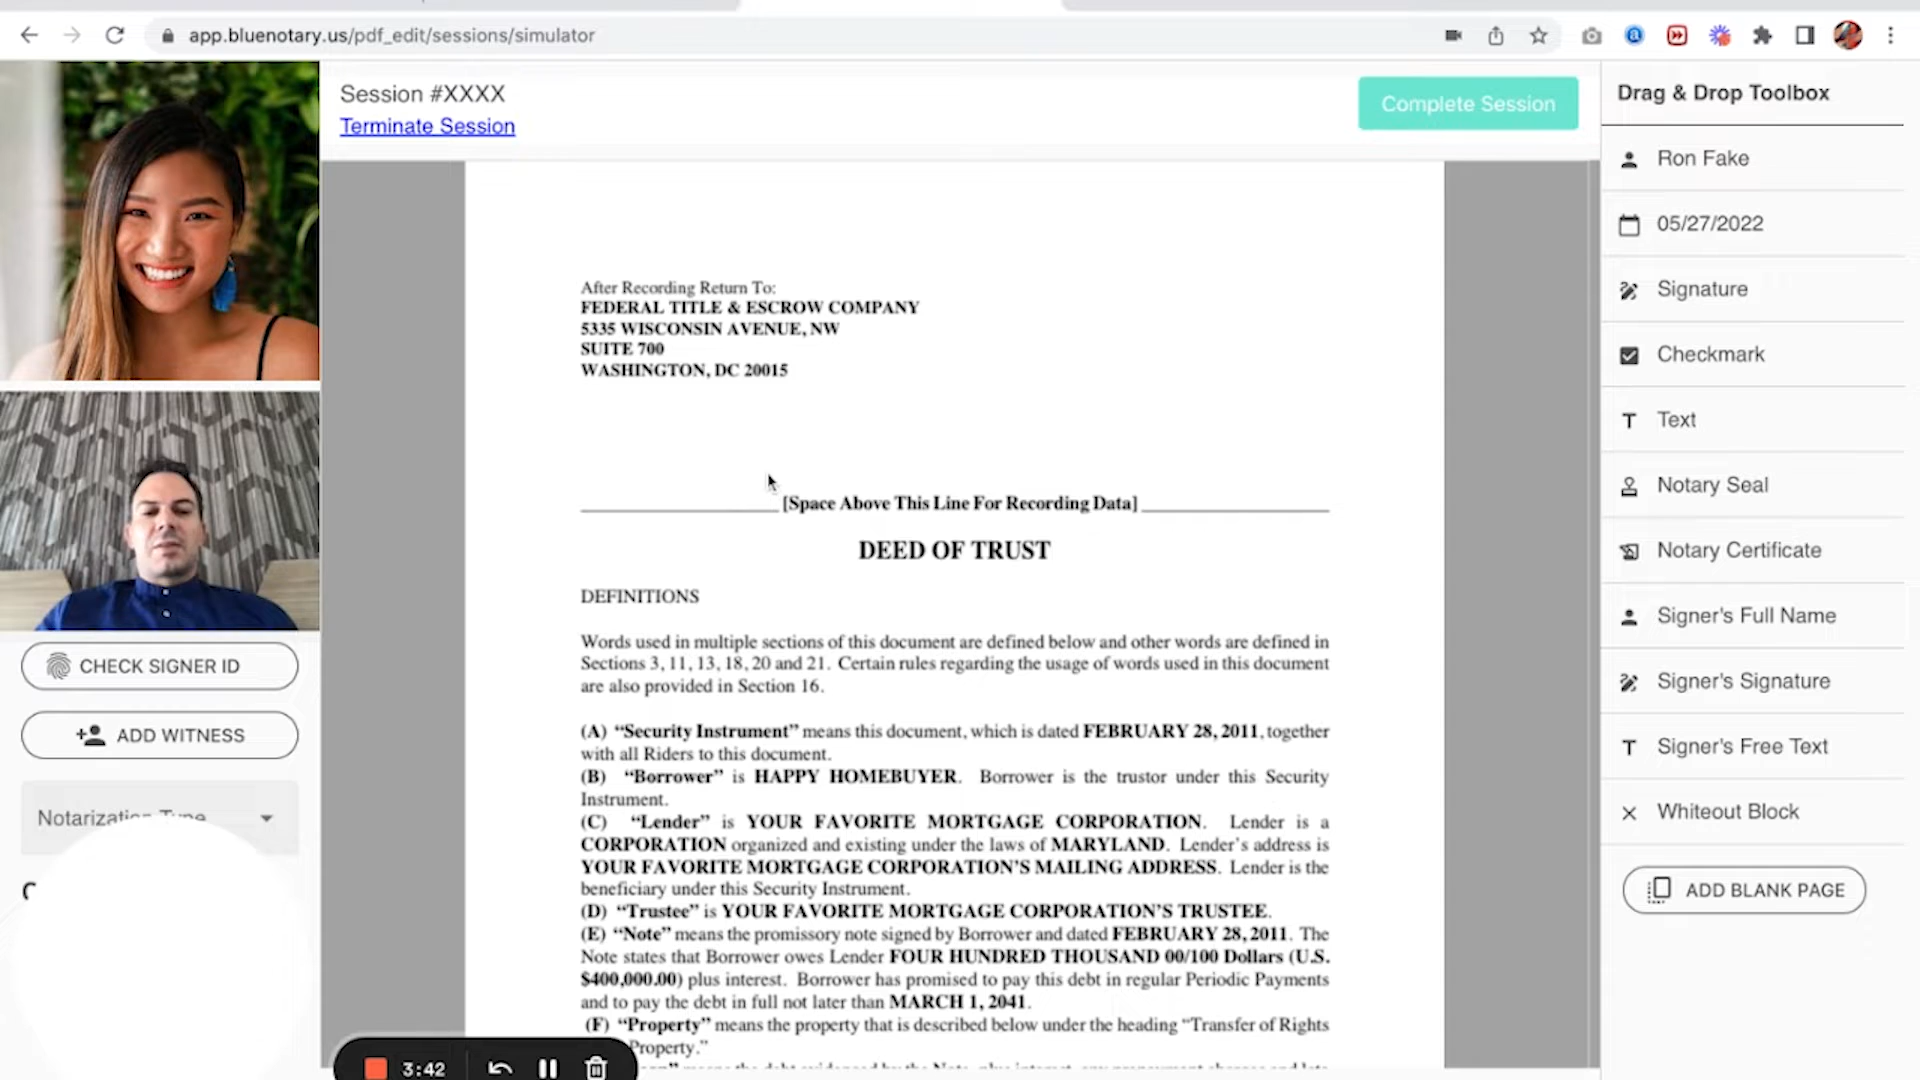 app.bluenotary.us/pdf_edit/sessions/simulator
Session #XXXX
Terminate Session
Complete Session
After Recording Return To:
FEDERAL TITLE & ESCROW COMPANY
5335 WISCONSIN AVENUE, NW
SUITE 700
WASHINGTON, DC 20015
[Space Above This Line For Recording Data]
DEED OF TRUST
DEFINITIONS
Words used in multiple sections of this document are defined below and other words are defined in
Sections 3, 11, 13, 18, 20 and 21. Certain rules regarding the usage of words used in this document
are also provided in Section 16.
(A) “Security Instrument” means this document, which is dated FEBRUARY 28, 2011, together
with all Riders to this document.
(B) “Borrower” is HAPPY HOMEBUYER. Borrower is the trustor under this Security
Instrument.
(C) “Lender” is YOUR FAVORITE MORTGAGE CORPORATION. Lender is a
CORPORATION organized and existing under the laws of MARYLAND. Lender’s address is
YOUR FAVORITE MORTGAGE CORPORATION’S MAILING ADDRESS. Lender is the
beneficiary under this Security Instrument.
(D) “Trustee” is YOUR FAVORITE MORTGAGE CORPORATION’S TRUSTEE.
(E) “Note” means the promissory note signed by Borrower and dated FEBRUARY 28, 2011. The
Note states that Borrower owes Lender FOUR HUNDRED THOUSAND 00/100 Dollars (U.S.
$400,000.00) plus interest. Borrower has promised to pay this debt in regular Periodic Payments
and to pay the debt in full not later than MARCH 1, 2041.
(F) “Property” means the property that is described below under the heading “Transfer of Rights
Property.”
CHECK SIGNER ID
ADD WITNESS
Notarization Type
3:42
Drag & Drop Toolbox
Ron Fake
05/27/2022
Signature
Checkmark
Text
Notary Seal
Notary Certificate
Signer's Full Name
Signer's Signature
Signer's Free Text
Whiteout Block
ADD BLANK PAGE